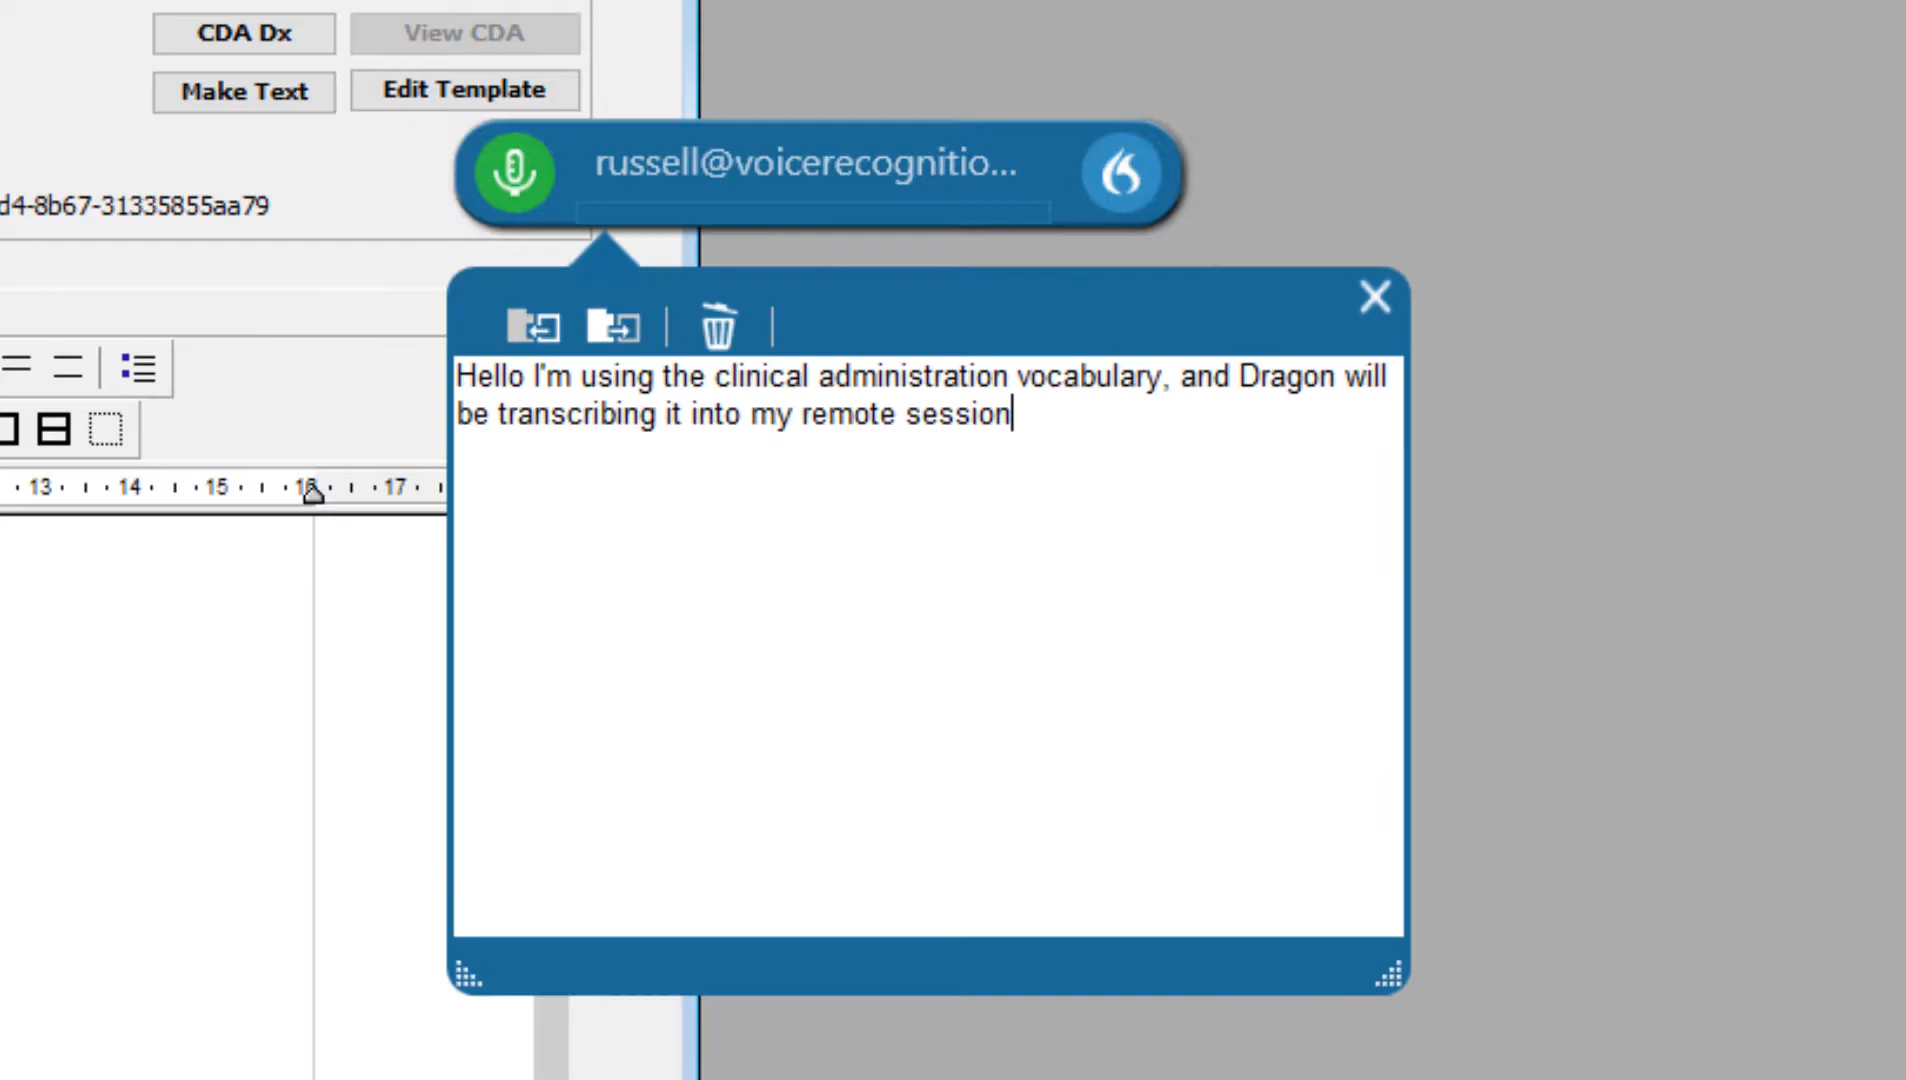 CDA Dx View CDA
Make Text Edit Template
russell@voicerecognitio...
d4-8b67-31335855aa79
Hello I'm using the clinical administration vocabulary, and Dragon will
be transcribing it into my remote session
13 14 15 16 17